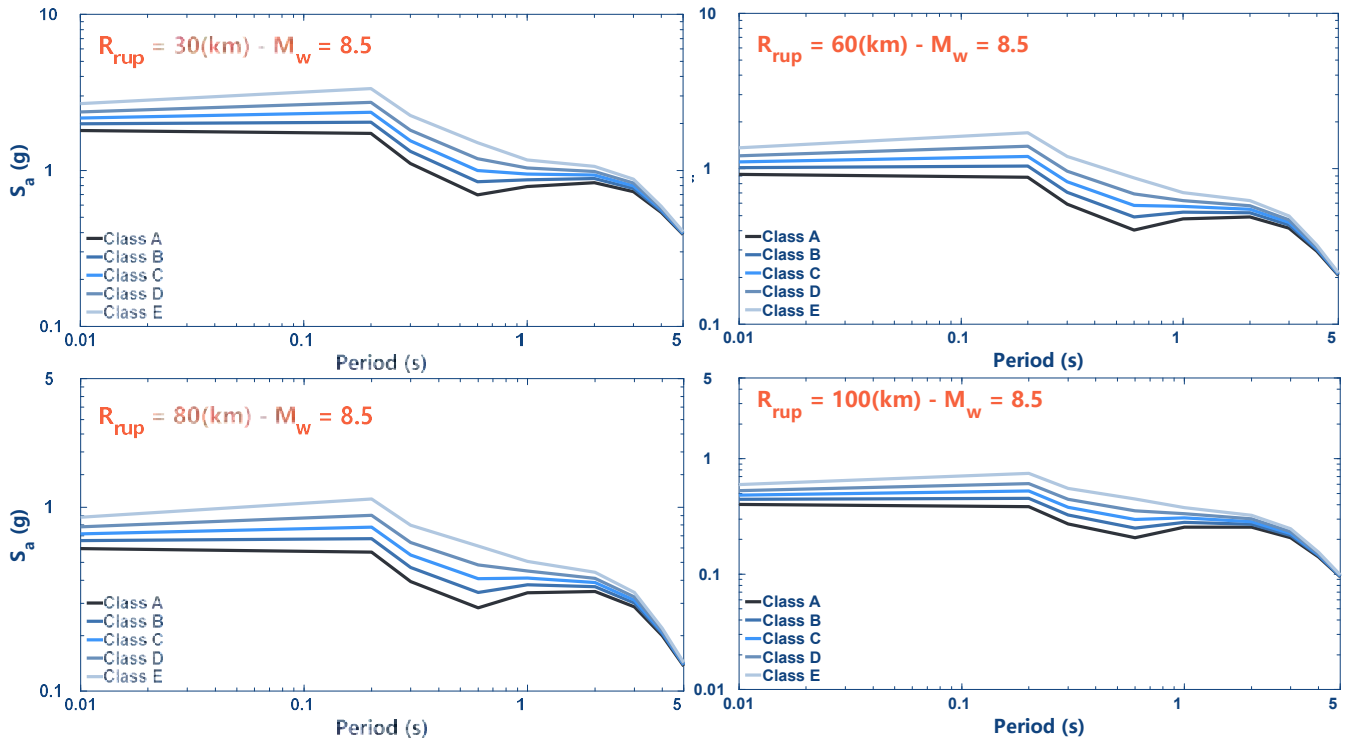 10
R_rup = 30(km) - M_w = 8.5
S_a (g)
1
Class A
Class B
Class C
Class D
Class E
0.1
0.01
0.1
1
5
Period (s)
10
R_rup = 60(km) - M_w = 8.5
1
Class A
Class B
Class C
Class D
Class E
0.1
0.01
0.1
1
5
Period (s)
5
R_rup = 80(km) - M_w = 8.5
S_a (g)
1
Class A
Class B
Class C
Class D
Class E
0.1
0.01
0.1
1
5
Period (s)
5
R_rup = 100(km) - M_w = 8.5
1
0.1
Class A
Class B
Class C
Class D
Class E
0.01
0.01
0.1
1
5
Period (s)